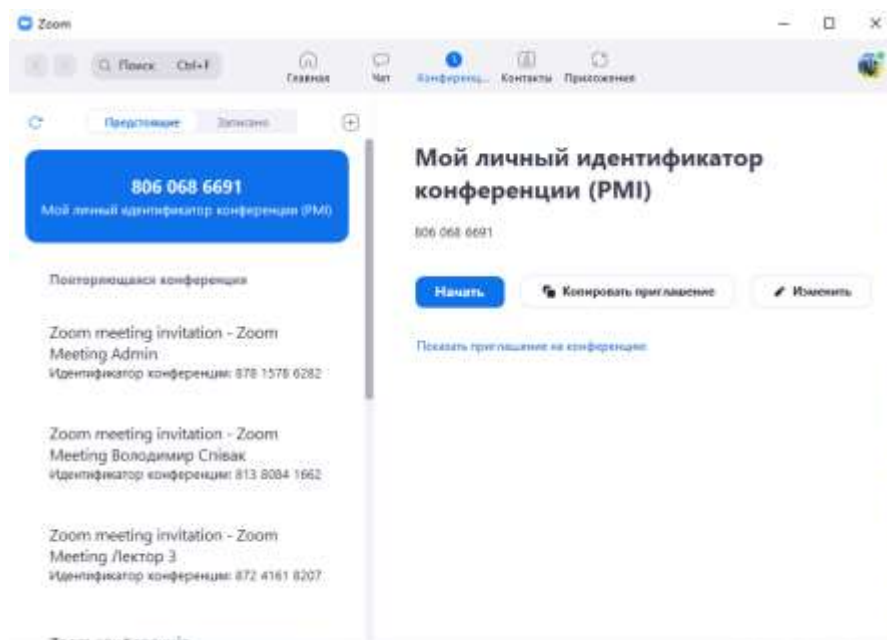 Zoom
Поиск Ctrl+F
Главная
Чат
1
Конференц...
Контакты
Приложения
Предстоящие
Записано
806 068 6691
Мой личный идентификатор конференции (PMI)
Повторяющаяся конференция
Zoom meeting invitation - Zoom
Meeting Admin
Идентификатор конференции: 878 1578 6282
Zoom meeting invitation - Zoom
Meeting Володимир Співак
Идентификатор конференции: 813 8084 1662
Zoom meeting invitation - Zoom
Meeting Лектор 3
Идентификатор конференции: 872 4161 8207
Мой личный идентификатор
конференции (PMI)
806 068 6691
Начать
Копировать приглашение
Изменить
Показать приглашение на конференцию